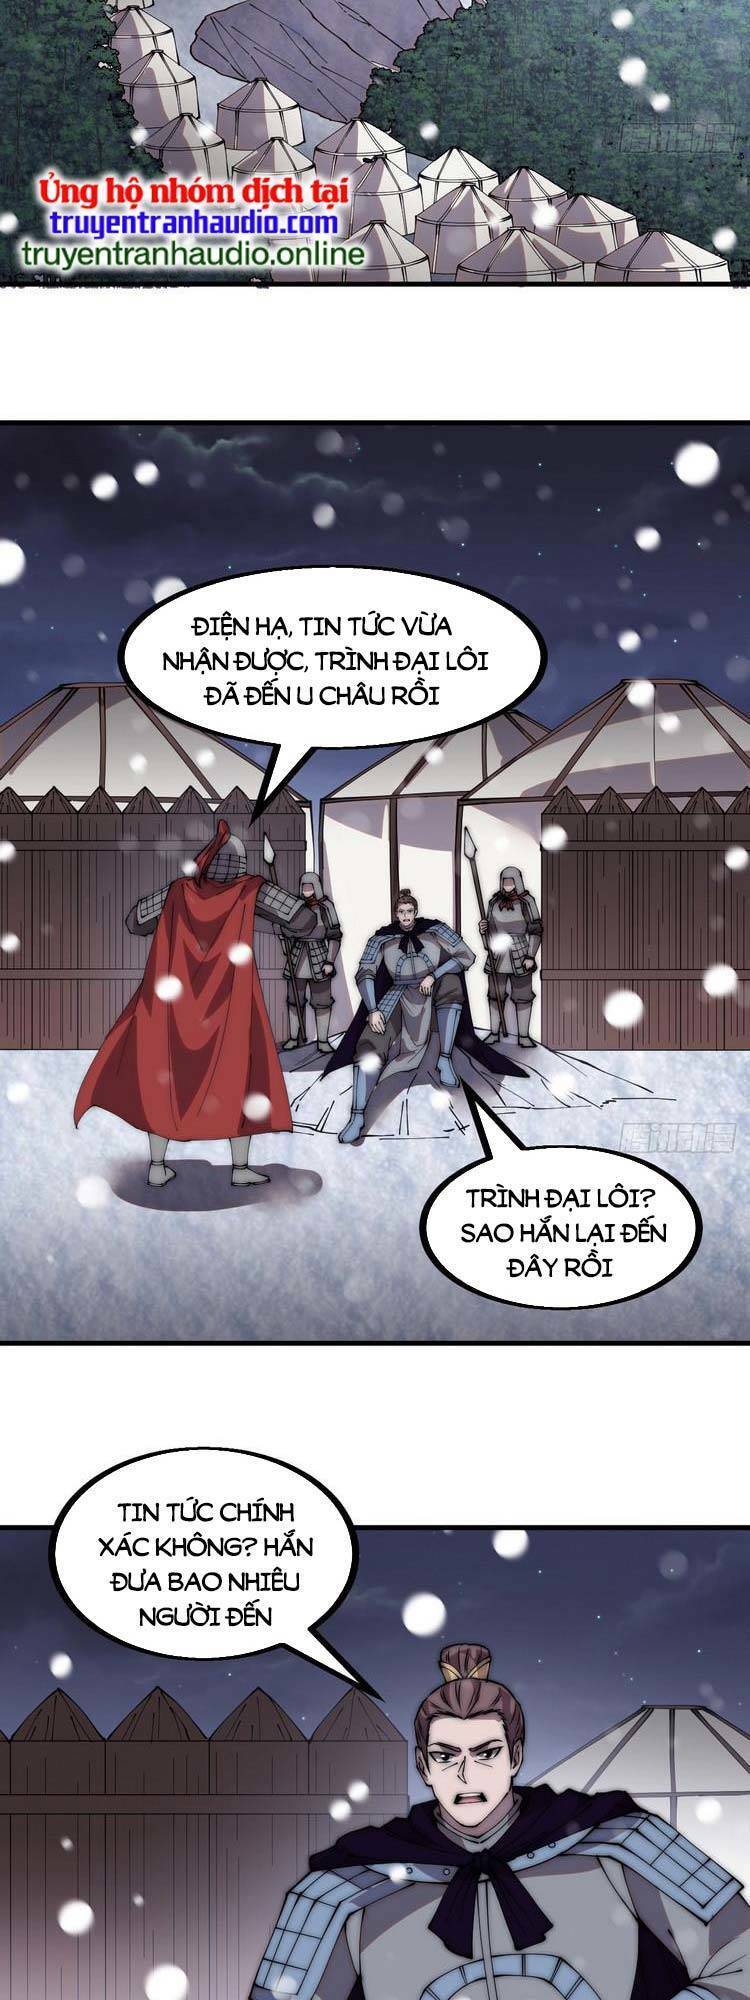 Ủng hộ nhóm dịch tại
truyentranhaudio.com
truyentranhaudio.online
ĐIỆN HẠ, TIN TỨC VỪA
NHẬN ĐƯỢC, TRÌNH ĐẠI LÔI
ĐÃ ĐẾN U CHÂU RỒI
TRÌNH ĐẠI LÔI?
SAO HẮN LẠI ĐẾN
ĐÂY RỒI
TIN TỨC CHÍNH
XÁC KHÔNG? HẮN
ĐƯA BAO NHIÊU
NGƯỜI ĐẾN